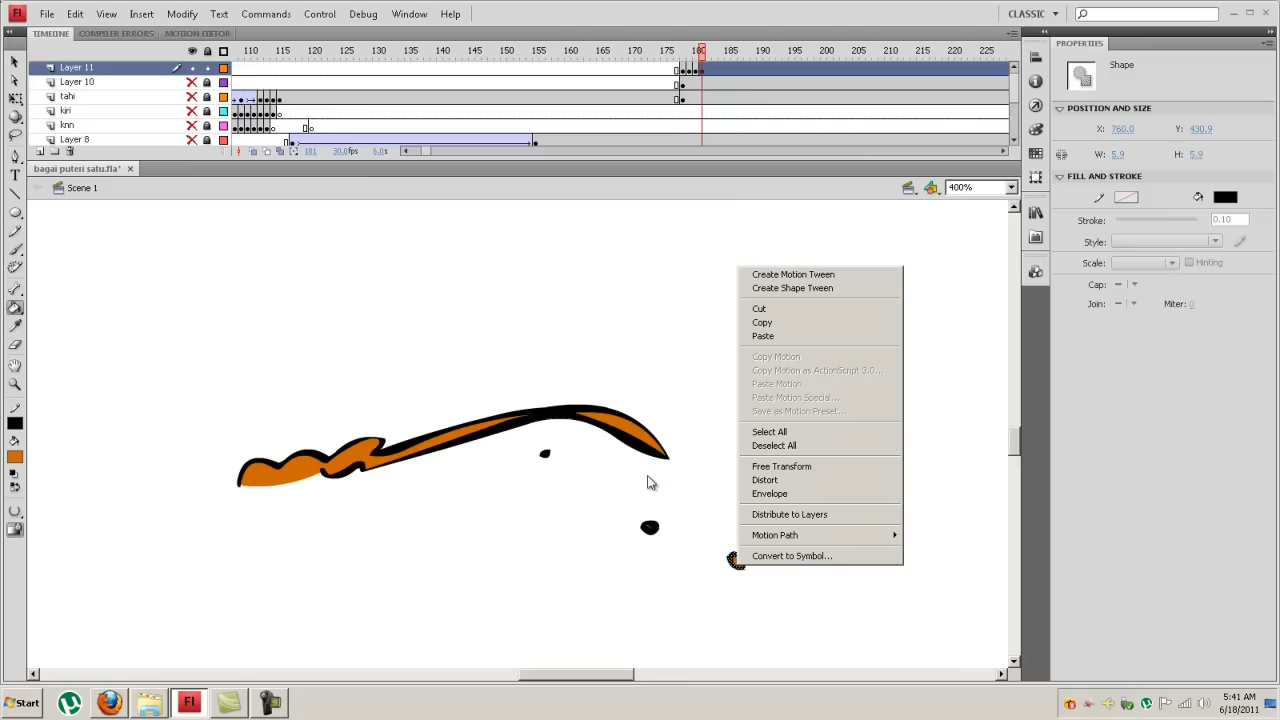 Fl File Edit View Insert Modify Commands Control Debug Window Help CLASSIC
TIMELINE COMPILER ERRORS MOTION EDITOR
110 115 120 125 130 135 140 145 150 155 160 165 170 175 180 185 190 195 200 205 210 215 220 225
Layer 11
Layer 10
tahi
kiri
knn
Layer 8
181 30.0fps 6.0s
bagai puteri satu.fla*
Scene 1
400%
T
Create Motion Tween
Create Shape Tween
Cut
Copy
Paste
Copy Motion
Copy Motion as ActionScript 3.0...
Paste Motion
Paste Motion Special...
Save as Motion Preset...
Select All
Deselect All
Free Transform
Distort
Envelope
Distribute to Layers
Motion Path
Convert to Symbol...
PROPERTIES
Shape
POSITION AND SIZE
X: 760.0 Y: 430.9
W: 5.9 H: 5.9
FILL AND STROKE
Stroke: 0.10
Style:
Scale: Hinting
Cap:
Join: Miter: 0
Start
Fl
5:41 AM
6/18/2011